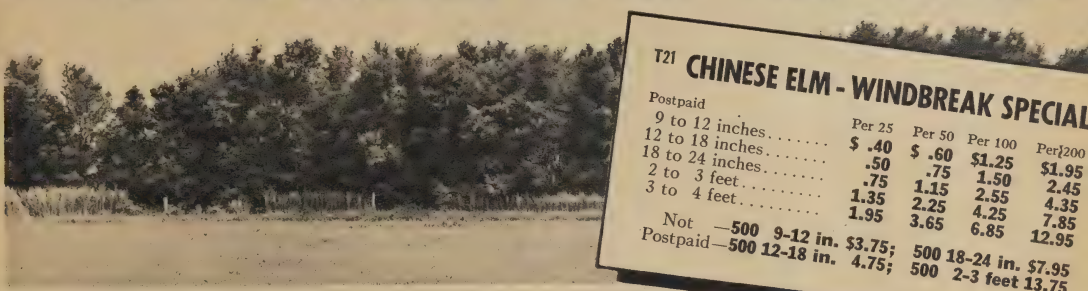 T21 CHINESE ELM - WINDBREAK SPECIAL
Postpaid Per 25 Per 50 Per 100 Per 200
9 to 12 inches........ $ .40 $ .60 $1.25 $1.95
12 to 18 inches........ .50 .75 1.50 2.45
18 to 24 inches........ .75 1.15 2.55 4.35
2 to 3 feet.......... 1.35 2.25 4.25 7.85
3 to 4 feet.......... 1.95 3.65 6.85 12.95
Not —500 9-12 in. $3.75; 500 18-24 in. $7.95
Postpaid—500 12-18 in. 4.75; 500 2-3 feet 13.75